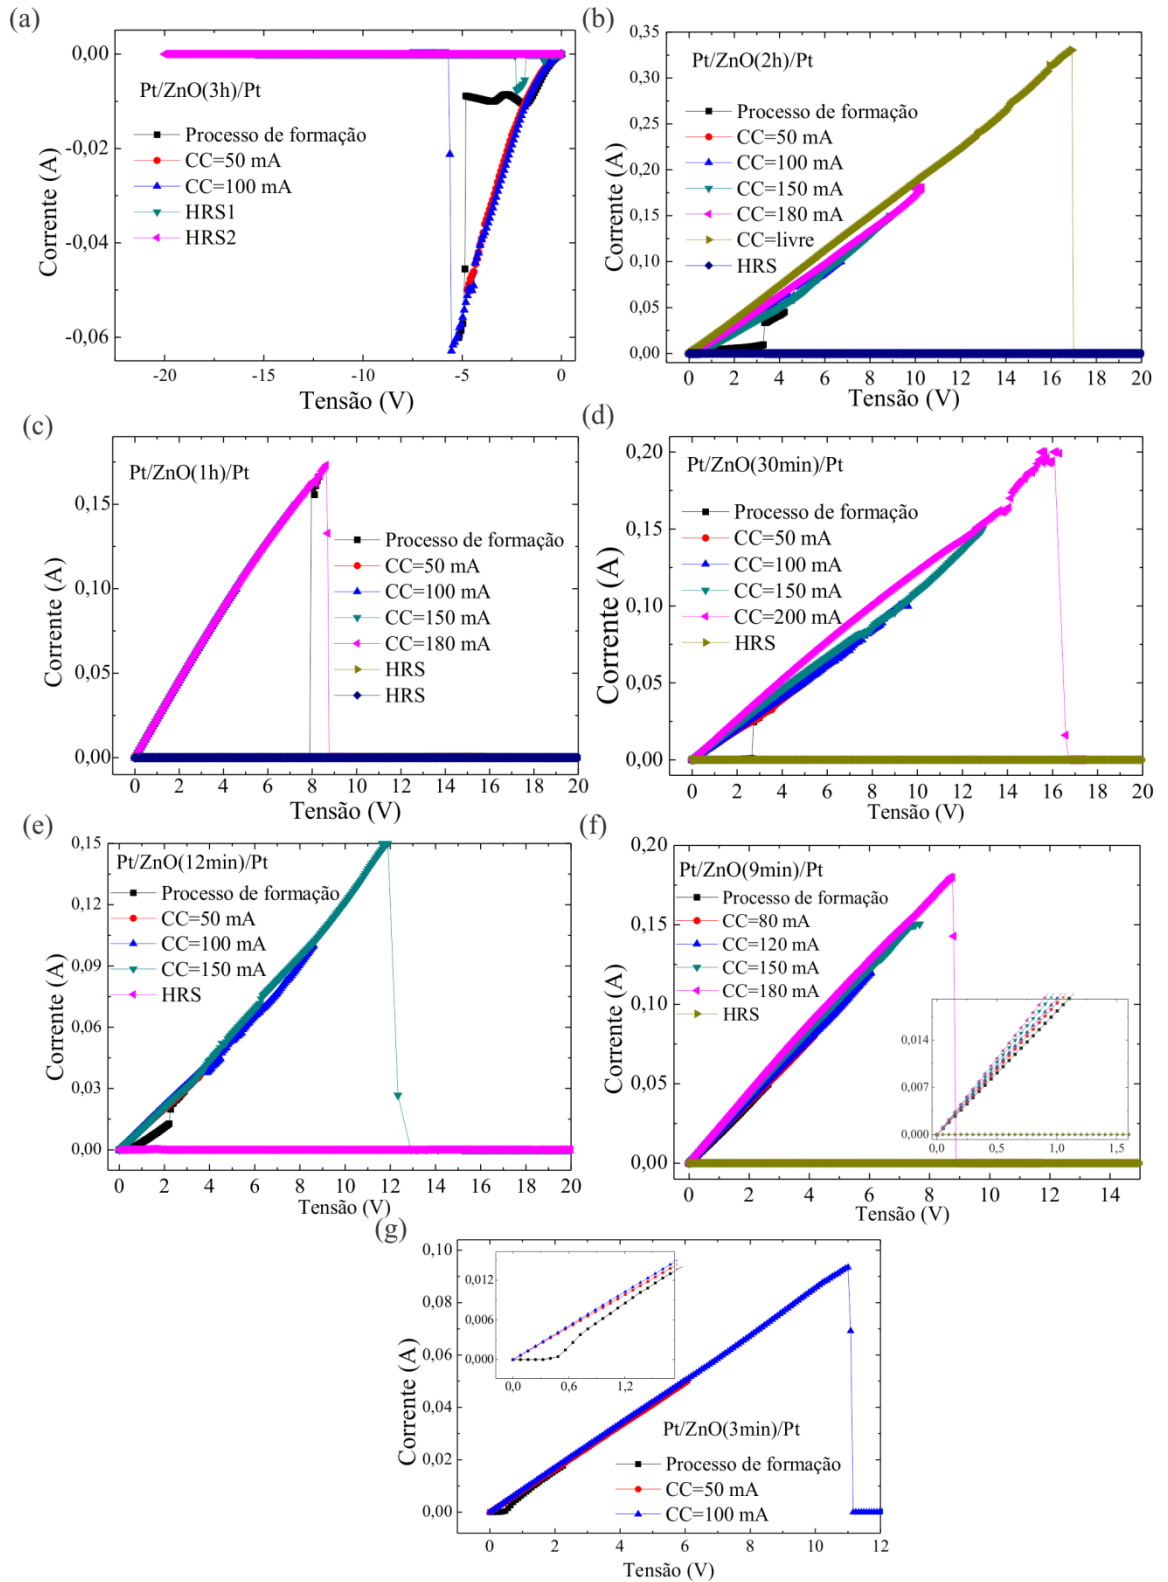 (a)
0,00
-0,02
-0,04
-0,06
Corrente (A)
Pt/ZnO(3h)/Pt
Processo de formação
CC=50 mA
CC=100 mA
HRS1
HRS2
-20 -15 -10 -5 0
Tensão (V)
(b)
0,35
0,30
0,25
0,20
0,15
0,10
0,05
0,00
Corrente (A)
Pt/ZnO(2h)/Pt
Processo de formação
CC=50 mA
CC=100 mA
CC=150 mA
CC=180 mA
CC=livre
HRS
0 2 4 6 8 10 12 14 16 18 20
Tensão (V)
(c)
0,15
0,10
0,05
0,00
Corrente (A)
Pt/ZnO(1h)/Pt
Processo de formação
CC=50 mA
CC=100 mA
CC=150 mA
CC=180 mA
HRS
HRS
0 2 4 6 8 10 12 14 16 18 20
Tensão (V)
(d)
0,20
0,15
0,10
0,05
0,00
Corrente (A)
Pt/ZnO(30min)/Pt
Processo de formação
CC=50 mA
CC=100 mA
CC=150 mA
CC=200 mA
HRS
0 2 4 6 8 10 12 14 16 18 20
Tensão (V)
(e)
0,15
0,12
0,09
0,06
0,03
0,00
Corrente (A)
Pt/ZnO(12min)/Pt
Processo de formação
CC=50 mA
CC=100 mA
CC=150 mA
HRS
0 2 4 6 8 10 12 14 16 18 20
Tensão (V)
(f)
0,20
0,15
0,10
0,05
0,00
Corrente (A)
Pt/ZnO(9min)/Pt
Processo de formação
CC=80 mA
CC=120 mA
CC=150 mA
CC=180 mA
HRS
0,014
0,007
0,000
0,0 0,5 1,0 1,5
0 2 4 6 8 10 12 14
Tensão (V)
(g)
0,10
0,08
0,06
0,04
0,02
0,00
Corrente (A)
0,012
0,008
0,004
0,000
0,0 0,6 1,2
Pt/ZnO(3min)/Pt
Processo de formação
CC=50 mA
CC=100 mA
0 2 4 6 8 10 12
Tensão (V)